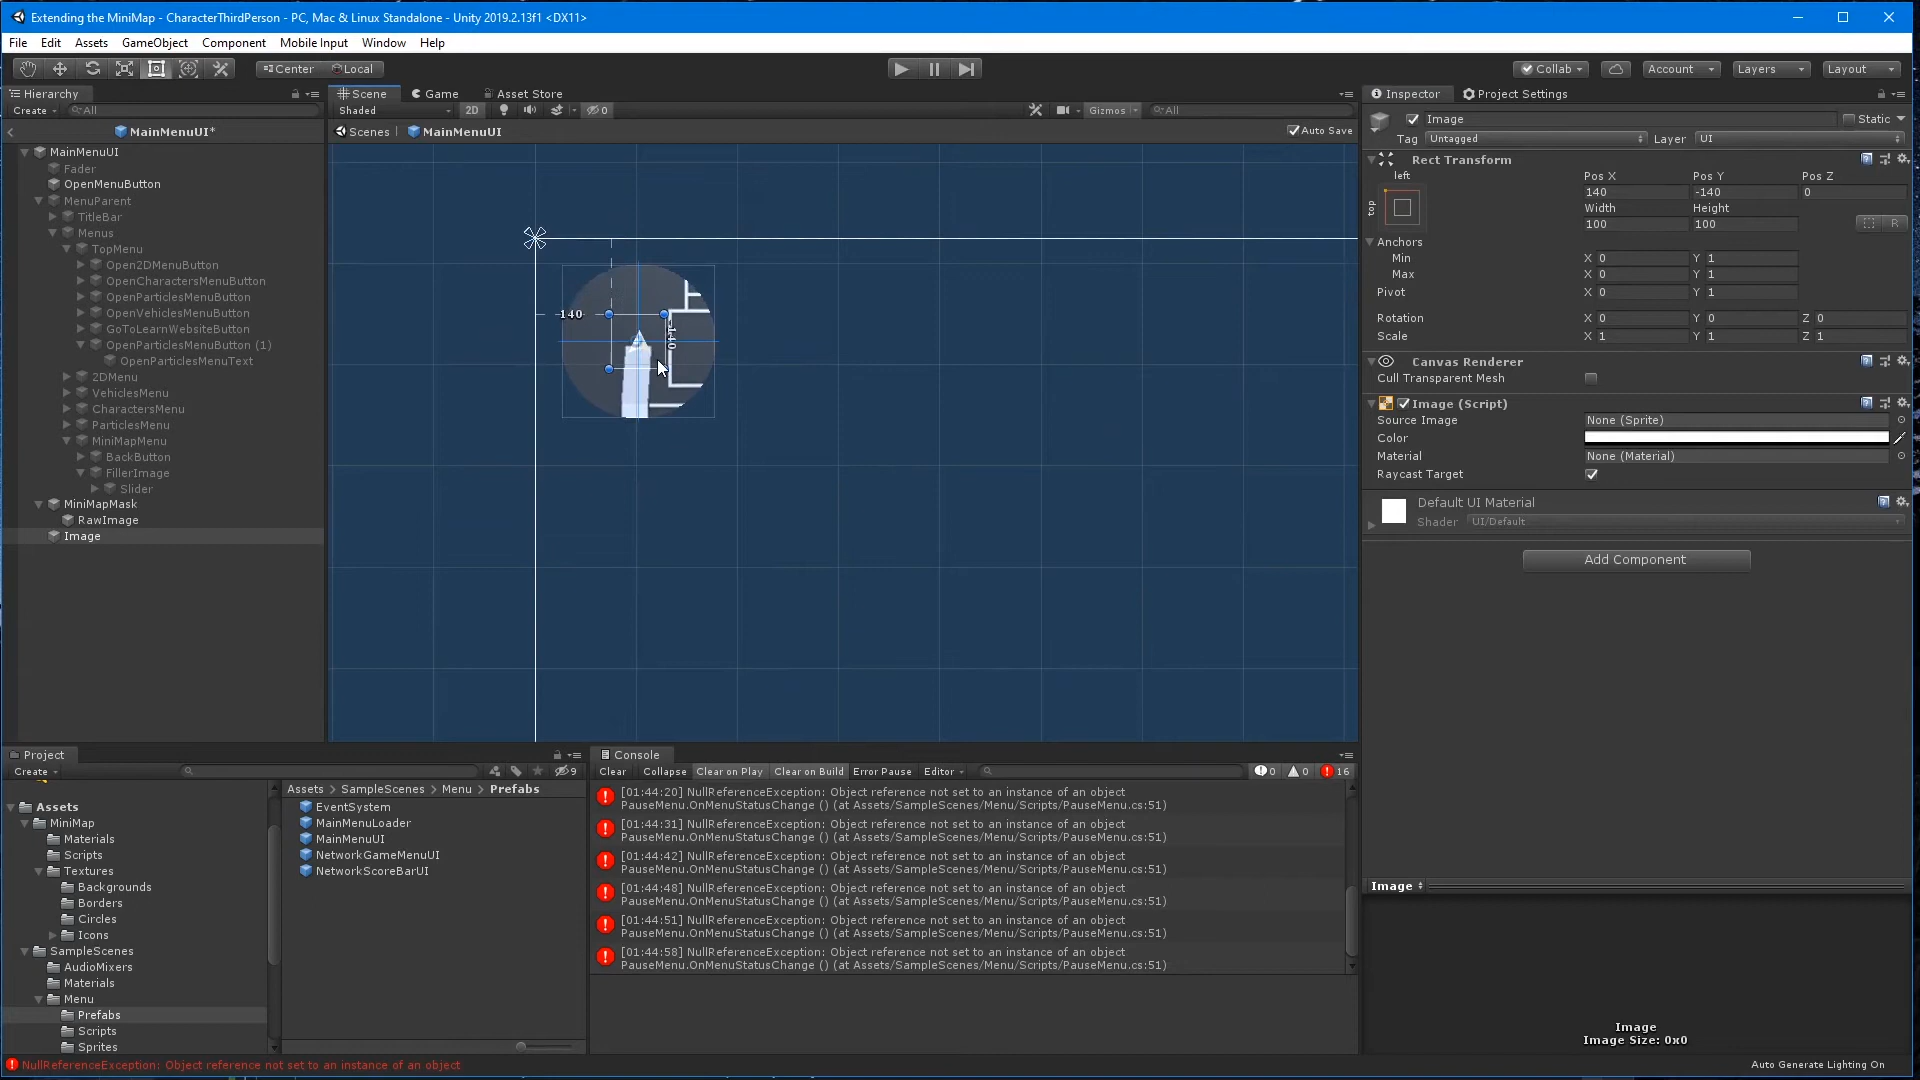 Extending the MiniMap - CharacterThirdPerson - PC, Mac & Linux Standalone - Unity 2019.2.13f1 <DX11>
File Edit Assets GameObject Component Mobile Input Window Help
Center Local Collab Account Layers Layout
Hierarchy
Create All
MainMenuUI*
MainMenuUI
Fader
OpenMenuButton
MenuParent
TitleBar
Menus
TopMenu
Open2DMenuButton
OpenCharactersMenuButton
OpenParticlesMenuButton
OpenVehiclesMenuButton
GoToLearnWebsiteButton
OpenParticlesMenuButton (1)
OpenParticlesMenuText
2DMenu
VehiclesMenu
CharactersMenu
ParticlesMenu
MiniMapMenu
BackButton
FillerImage
Slider
MiniMapMask
RawImage
Image
Scene Game Asset Store
Shaded 2D 0 Gizmos All
Scenes MainMenuUI Auto Save
140
-140
Inspector Project Settings
Image Static
Tag Untagged Layer UI
Rect Transform
left Pos X Pos Y Pos Z
140 -140 0
top Width Height
100 100 R
Anchors
Min X 0 Y 1
Max X 0 Y 1
Pivot X 0 Y 1
Rotation X 0 Y 0 Z 0
Scale X 1 Y 1 Z 1
Canvas Renderer
Cull Transparent Mesh
Image (Script)
Source Image None (Sprite)
Color
Material None (Material)
Raycast Target
Default UI Material
Shader UI/Default
Add Component
Image
Image
Image Size: 0x0
Project
Create 9
Assets
MiniMap
Materials
Scripts
Textures
Backgrounds
Borders
Circles
Icons
SampleScenes
AudioMixers
Materials
Menu
Prefabs
Scripts
Sprites
Assets > SampleScenes > Menu > Prefabs
EventSystem
MainMenuLoader
MainMenuUI
NetworkGameMenuUI
NetworkScoreBarUI
Console
Clear Collapse Clear on Play Clear on Build Error Pause Editor 0 0 16
[01:44:20] NullReferenceException: Object reference not set to an instance of an object
PauseMenu.OnMenuStatusChange () (at Assets/SampleScenes/Menu/Scripts/PauseMenu.cs:51)
[01:44:31] NullReferenceException: Object reference not set to an instance of an object
PauseMenu.OnMenuStatusChange () (at Assets/SampleScenes/Menu/Scripts/PauseMenu.cs:51)
[01:44:42] NullReferenceException: Object reference not set to an instance of an object
PauseMenu.OnMenuStatusChange () (at Assets/SampleScenes/Menu/Scripts/PauseMenu.cs:51)
[01:44:48] NullReferenceException: Object reference not set to an instance of an object
PauseMenu.OnMenuStatusChange () (at Assets/SampleScenes/Menu/Scripts/PauseMenu.cs:51)
[01:44:51] NullReferenceException: Object reference not set to an instance of an object
PauseMenu.OnMenuStatusChange () (at Assets/SampleScenes/Menu/Scripts/PauseMenu.cs:51)
[01:44:58] NullReferenceException: Object reference not set to an instance of an object
PauseMenu.OnMenuStatusChange () (at Assets/SampleScenes/Menu/Scripts/PauseMenu.cs:51)
NullReferenceException: Object reference not set to an instance of an object
Auto Generate Lighting On